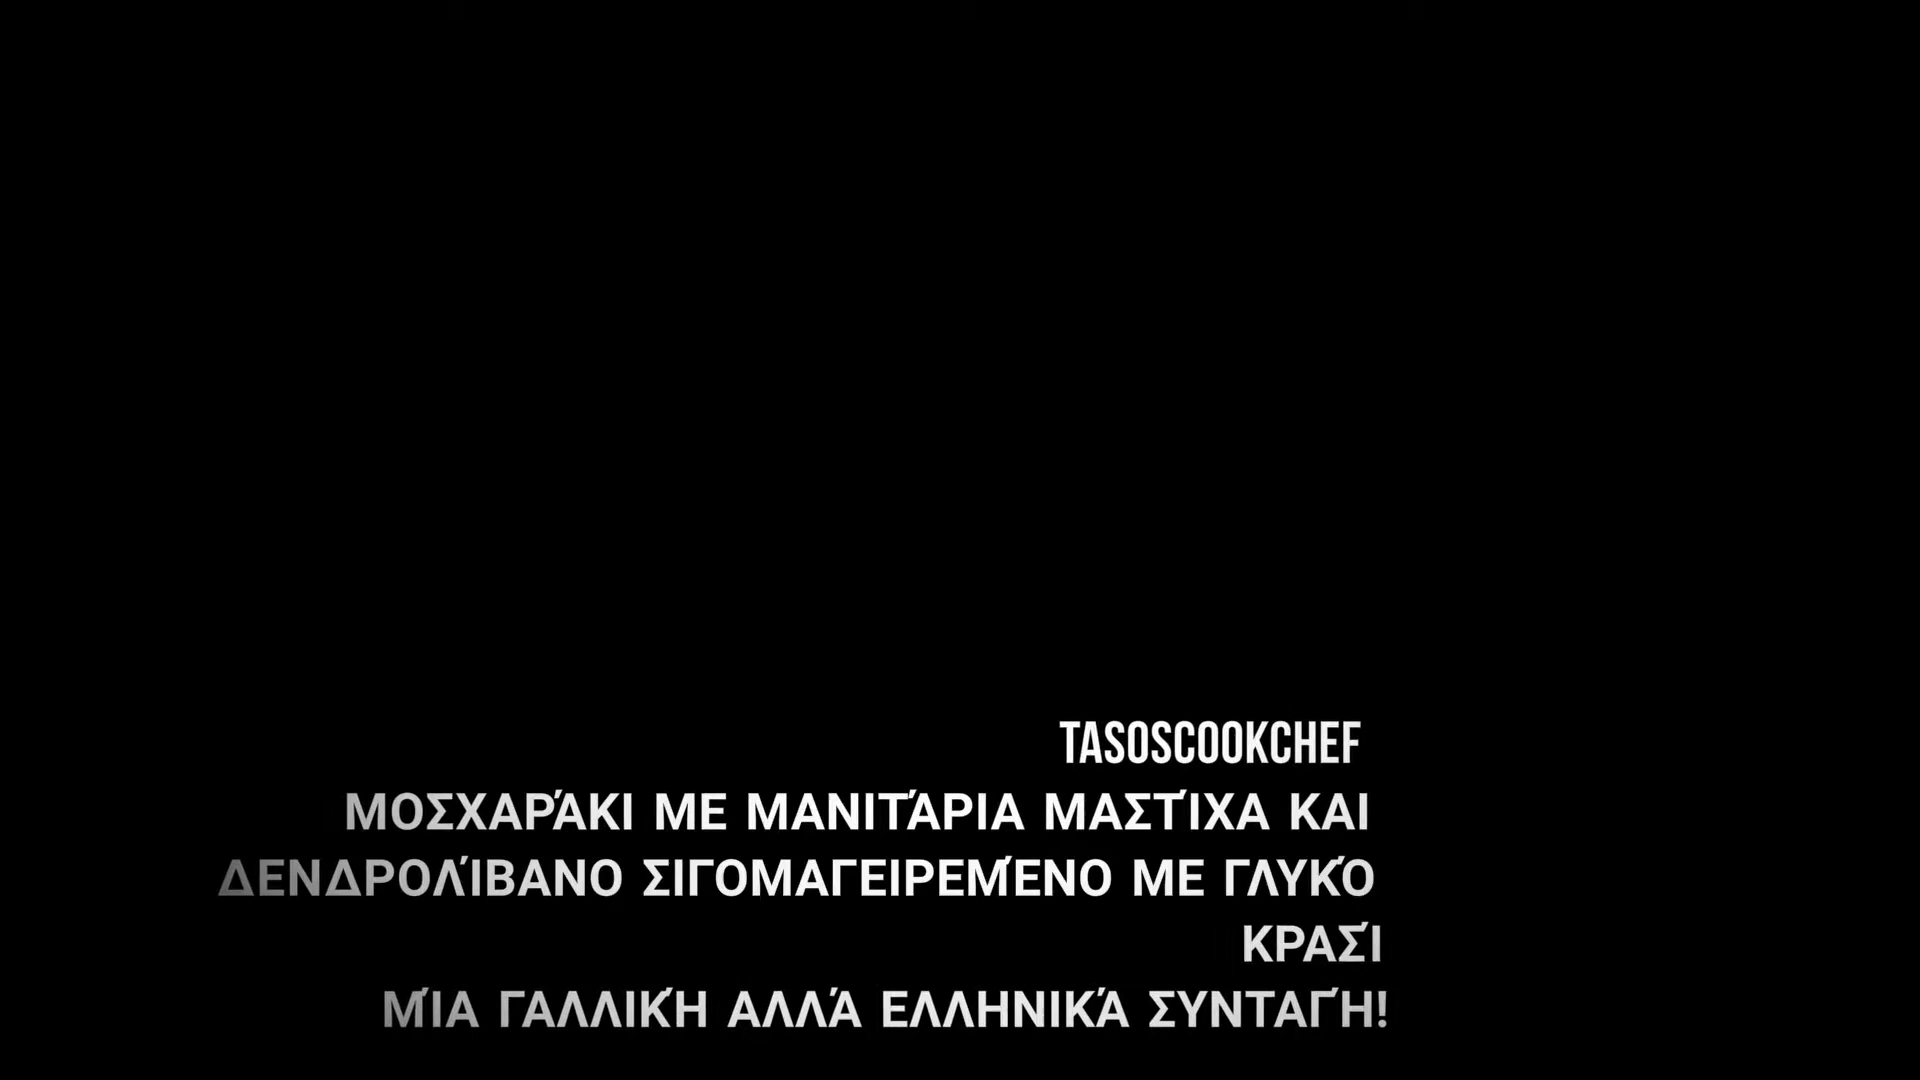 TASOSCOOKCHEF
ΜΟΣΧΑΡΆΚΙ ΜΕ ΜΑΝΙΤΆΡΙΑ ΜΑΣΤΊΧΑ ΚΑΙ
ΔΕΝΔΡΟΛΊΒΑΝΟ ΣΙΓΟΜΑΓΕΙΡΕΜΈΝΟ ΜΕ ΓΛΥΚΌ
ΚΡΑΣΊ
ΜΊΑ ΓΑΛΛΙΚΉ ΑΛΛΆ ΕΛΛΗΝΙΚΆ ΣΥΝΤΑΓΉ!